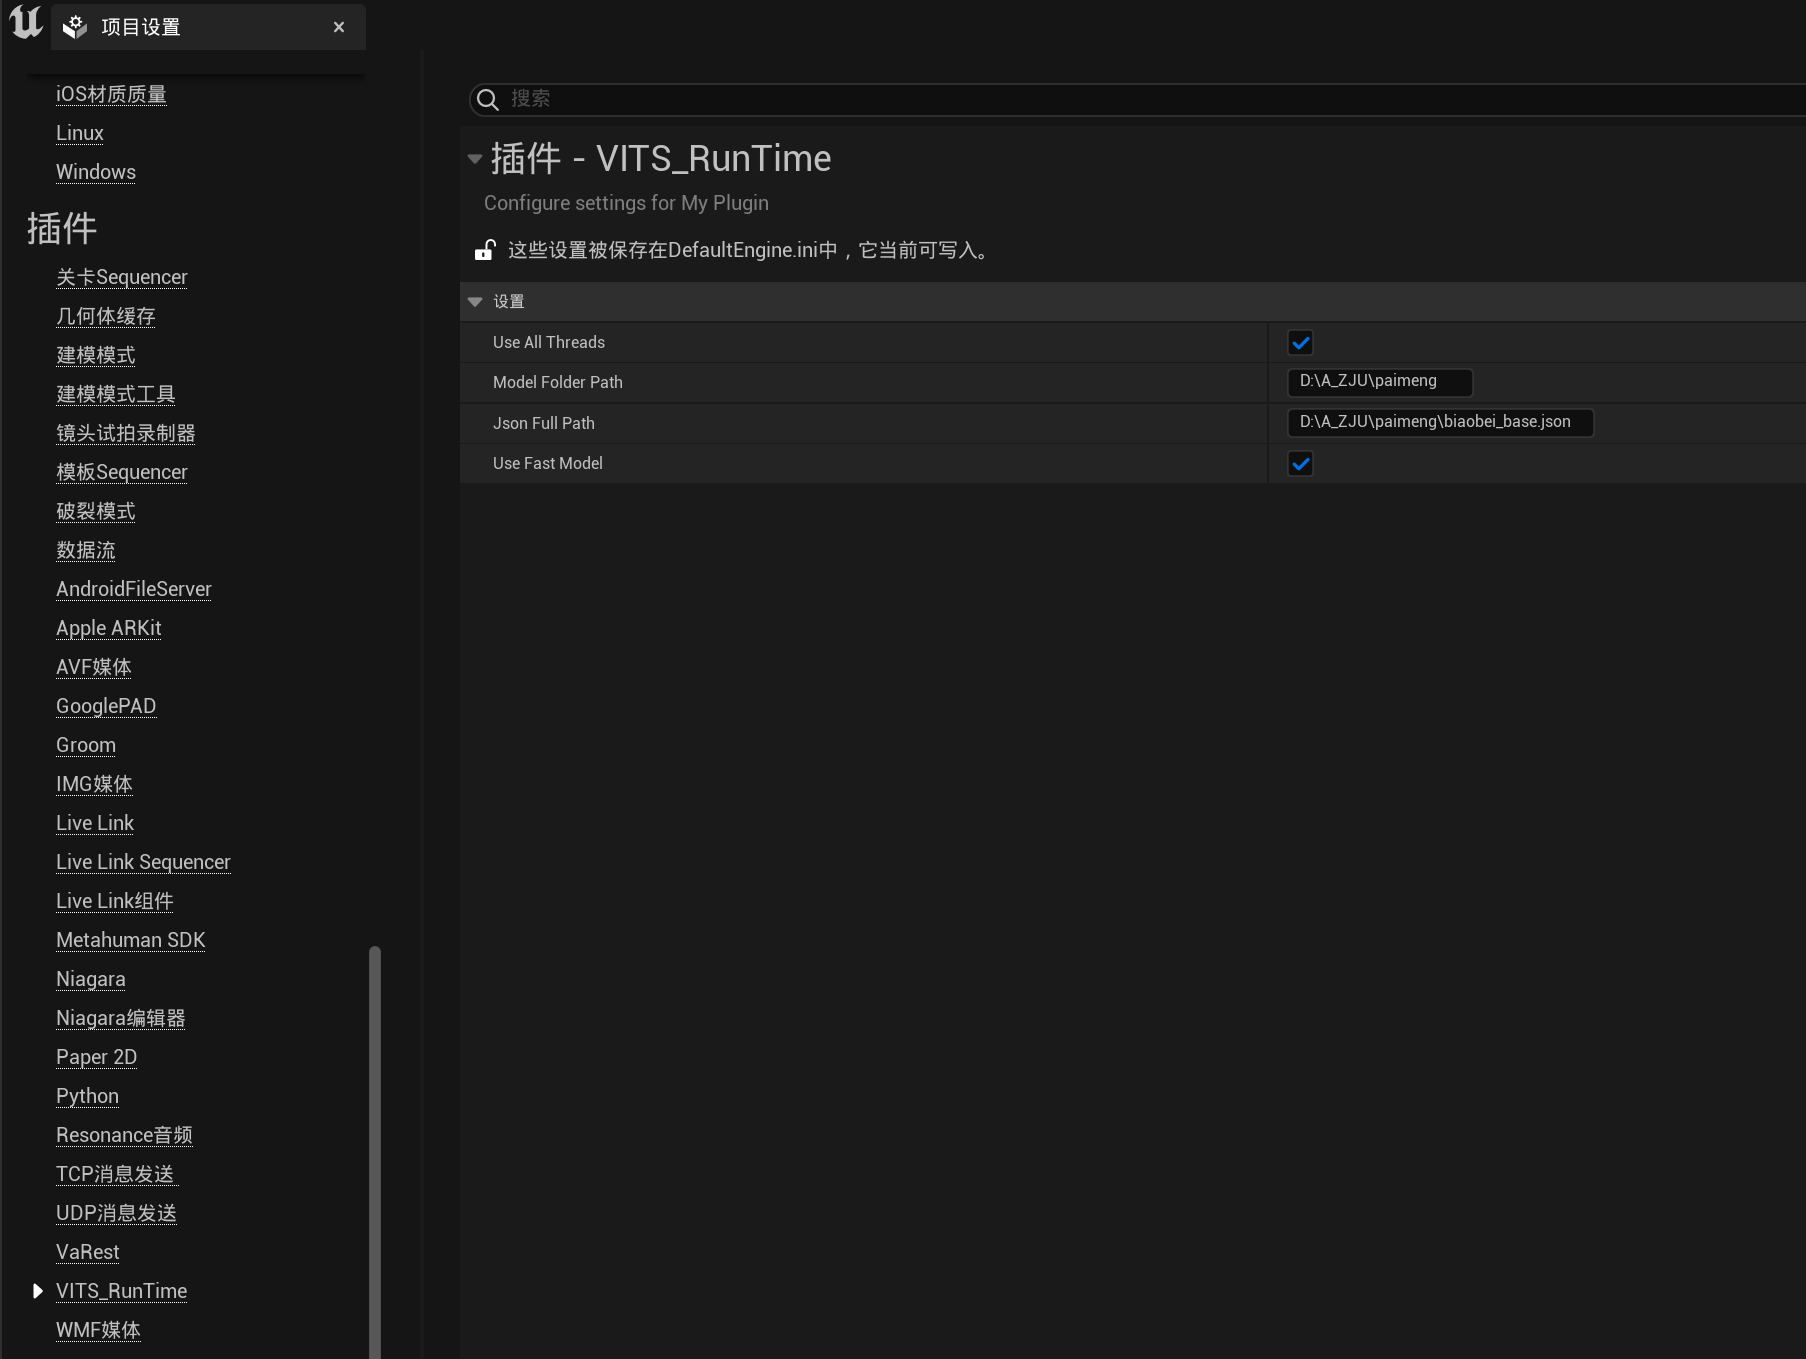 项目设置
iOS材质质量
Linux
Windows
插件
关卡Sequencer
几何体缓存
建模模式
建模模式工具
镜头试拍录制器
模板Sequencer
破裂模式
数据流
AndroidFileServer
Apple ARKit
AVF媒体
GooglePAD
Groom
IMG媒体
Live Link
Live Link Sequencer
Live Link组件
Metahuman SDK
Niagara
Niagara编辑器
Paper 2D
Python
Resonance音频
TCP消息发送
UDP消息发送
VaRest
VITS_RunTime
WMF媒体
搜索
插件 - VITS_RunTime
Configure settings for My Plugin
这些设置被保存在DefaultEngine.ini中，它当前可写入。
设置
Use All Threads
Model Folder Path D:\A_ZJU\paimeng
Json Full Path D:\A_ZJU\paimeng\biaobei_base.json
Use Fast Model